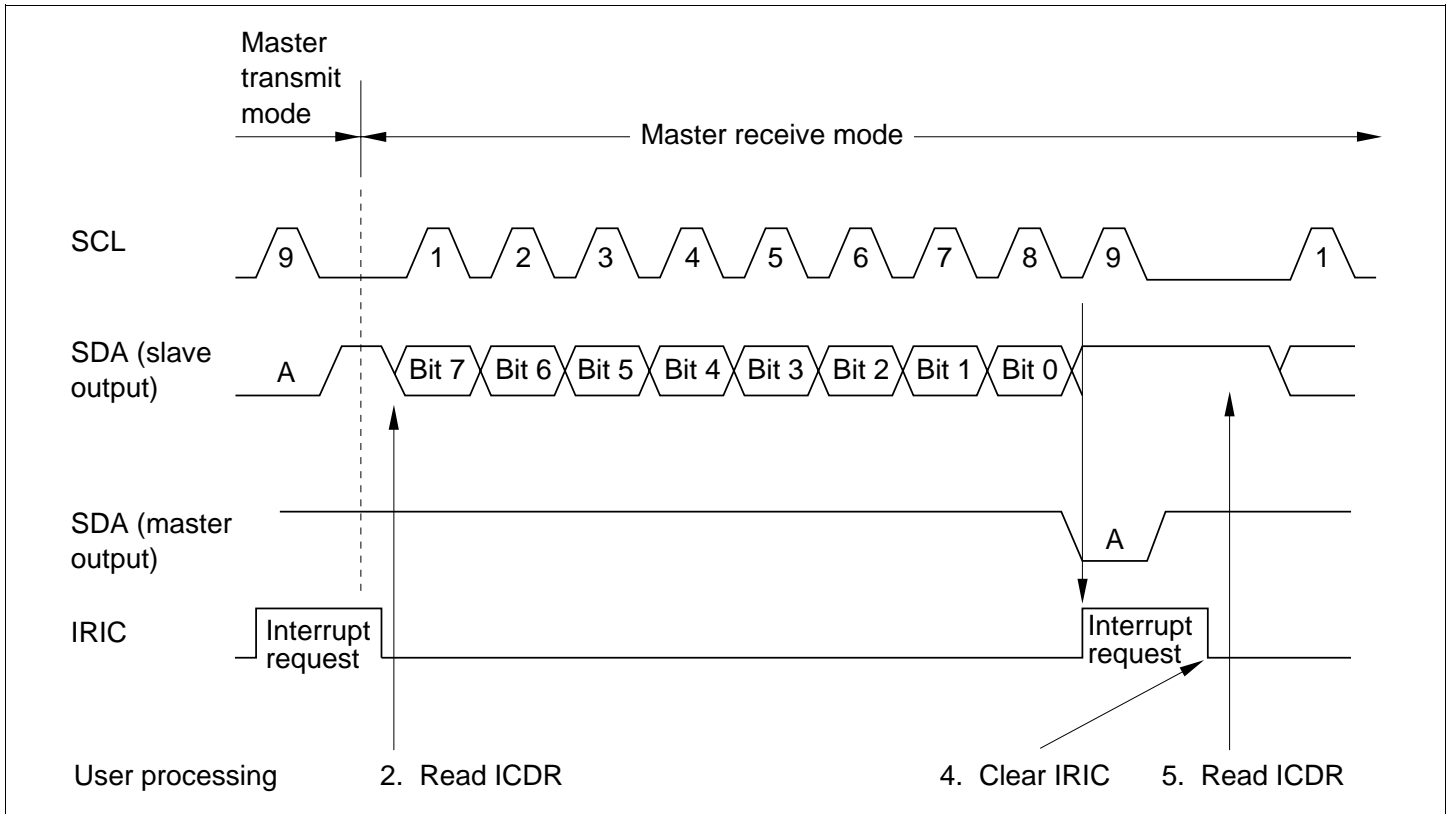 Master
transmit
mode
Master receive mode
SCL
9 1 2 3 4 5 6 7 8 9 1
SDA (slave
output)
A Bit 7 Bit 6 Bit 5 Bit 4 Bit 3 Bit 2 Bit 1 Bit 0
SDA (master
output)
A
IRIC
Interrupt
request
Interrupt
request
User processing 2. Read ICDR 4. Clear IRIC 5. Read ICDR